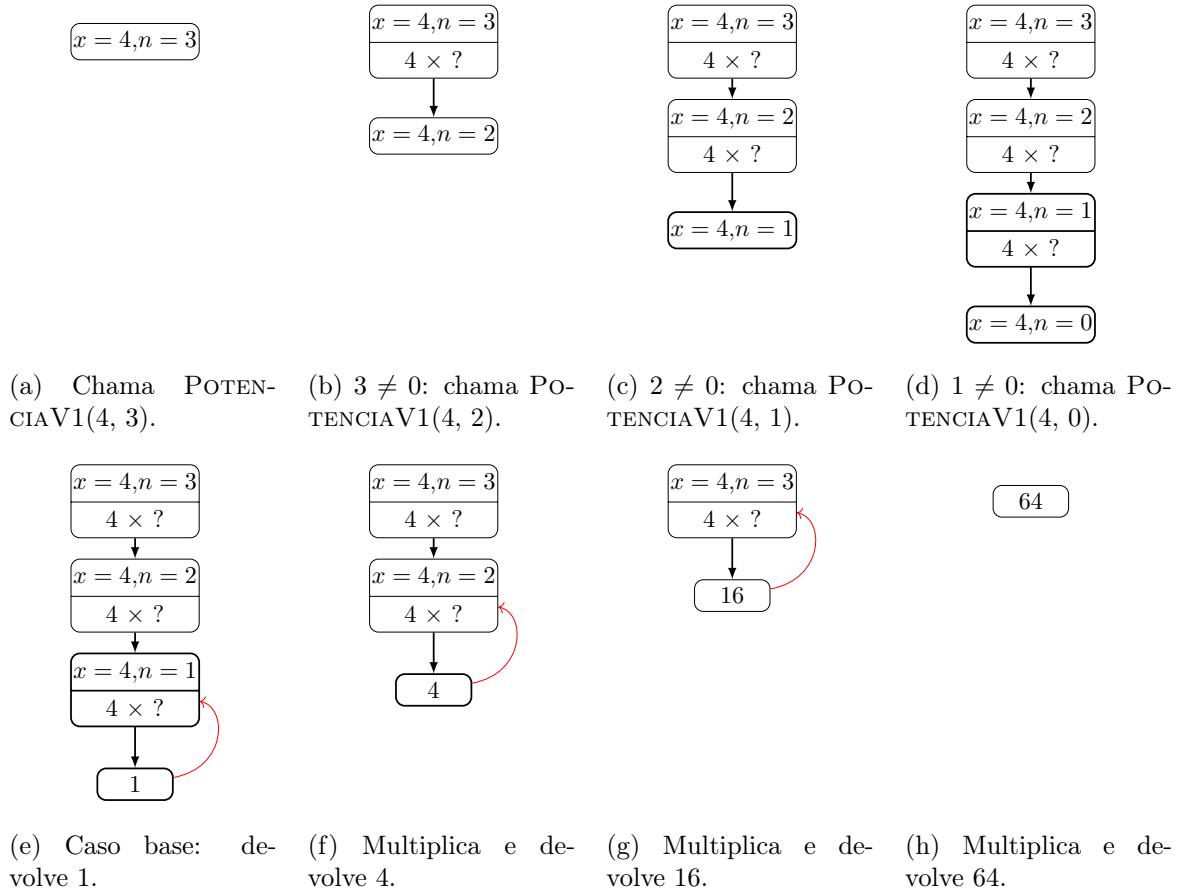 x = 4,n = 3
(a) Chama POTEN-
CIAV1(4, 3).
x = 4,n = 3
4 × ?
x = 4,n = 2
(b) 3 ≠ 0: chama PO-
TENCIAV1(4, 2).
x = 4,n = 3
4 × ?
x = 4,n = 2
4 × ?
x = 4,n = 1
(c) 2 ≠ 0: chama PO-
TENCIAV1(4, 1).
x = 4,n = 3
4 × ?
x = 4,n = 2
4 × ?
x = 4,n = 1
4 × ?
x = 4,n = 0
(d) 1 ≠ 0: chama PO-
TENCIAV1(4, 0).
x = 4,n = 3
4 × ?
x = 4,n = 2
4 × ?
x = 4,n = 1
4 × ?
1
(e) Caso base: de-
volve 1.
x = 4,n = 3
4 × ?
x = 4,n = 2
4 × ?
4
(f) Multiplica e de-
volve 4.
x = 4,n = 3
4 × ?
16
(g) Multiplica e de-
volve 16.
64
(h) Multiplica e de-
volve 64.